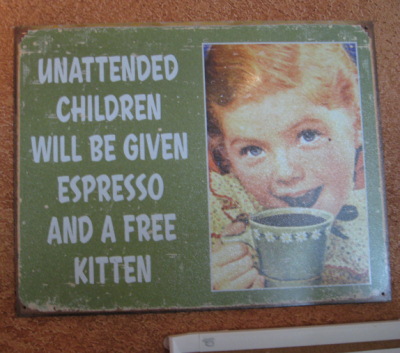 UNATTENDED
CHILDREN
WILL BE GIVEN
ESPRESSO
AND A FREE
KITTEN